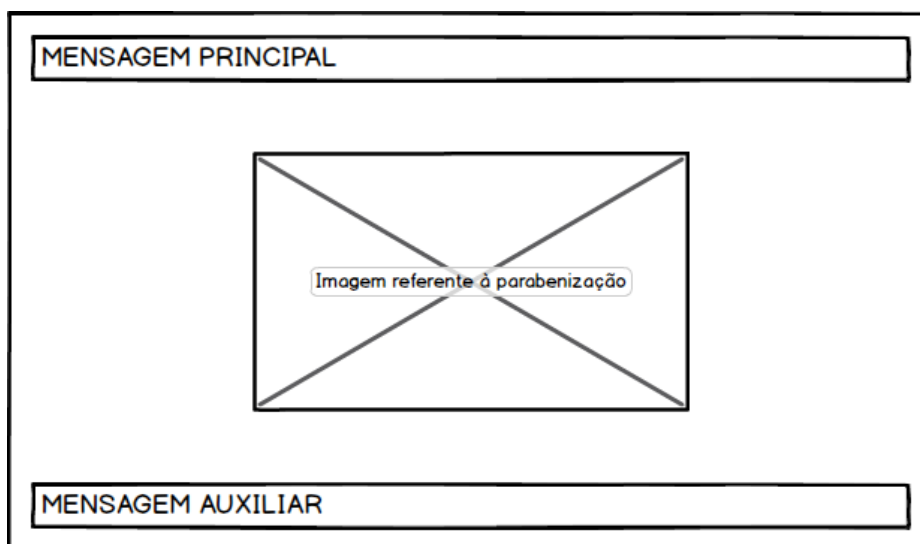 MENSAGEM PRINCIPAL
Imagem referente à parabenização
MENSAGEM AUXILIAR